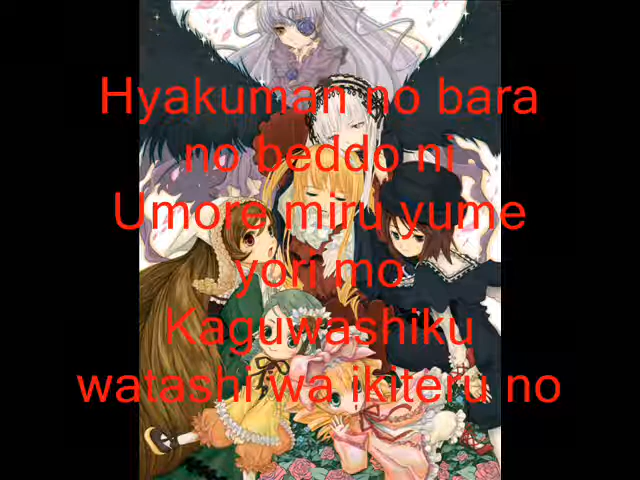 Hyakuman no bara
no beddo ni
Umore miru yume
yori mo
Kaguwashiku
watashi wa ikiteru no